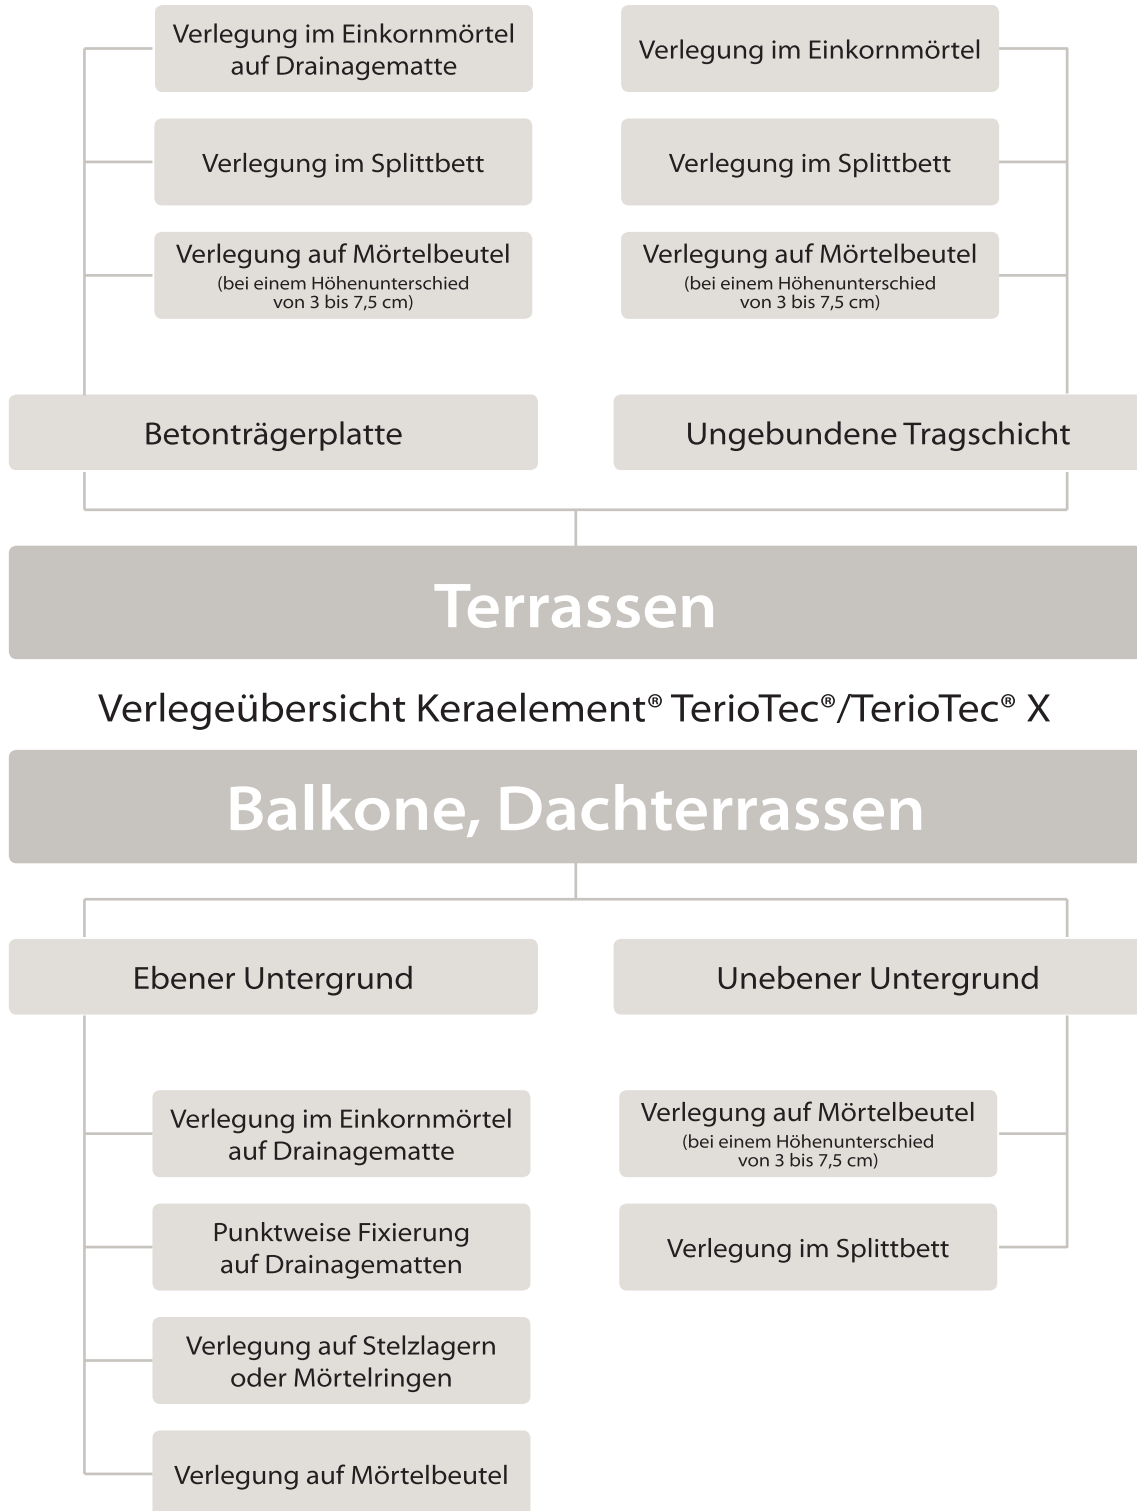 Verlegung im Einkornmörtel
auf Drainagematte
Verlegung im Splittbett
Verlegung auf Mörtelbeutel
(bei einem Höhenunterschied
von 3 bis 7,5 cm)
Betonträgerplatte
Verlegung im Einkornmörtel
Verlegung im Splittbett
Verlegung auf Mörtelbeutel
(bei einem Höhenunterschied
von 3 bis 7,5 cm)
Ungebundene Tragschicht
Terrassen
Verlegeübersicht Keraelement® TerioTec®/TerioTec® X
Balkone, Dachterrassen
Ebener Untergrund
Verlegung im Einkornmörtel
auf Drainagematte
Punktweise Fixierung
auf Drainagematten
Verlegung auf Stelzlagern
oder Mörtelringen
Verlegung auf Mörtelbeutel
Unebener Untergrund
Verlegung auf Mörtelbeutel
(bei einem Höhenunterschied
von 3 bis 7,5 cm)
Verlegung im Splittbett